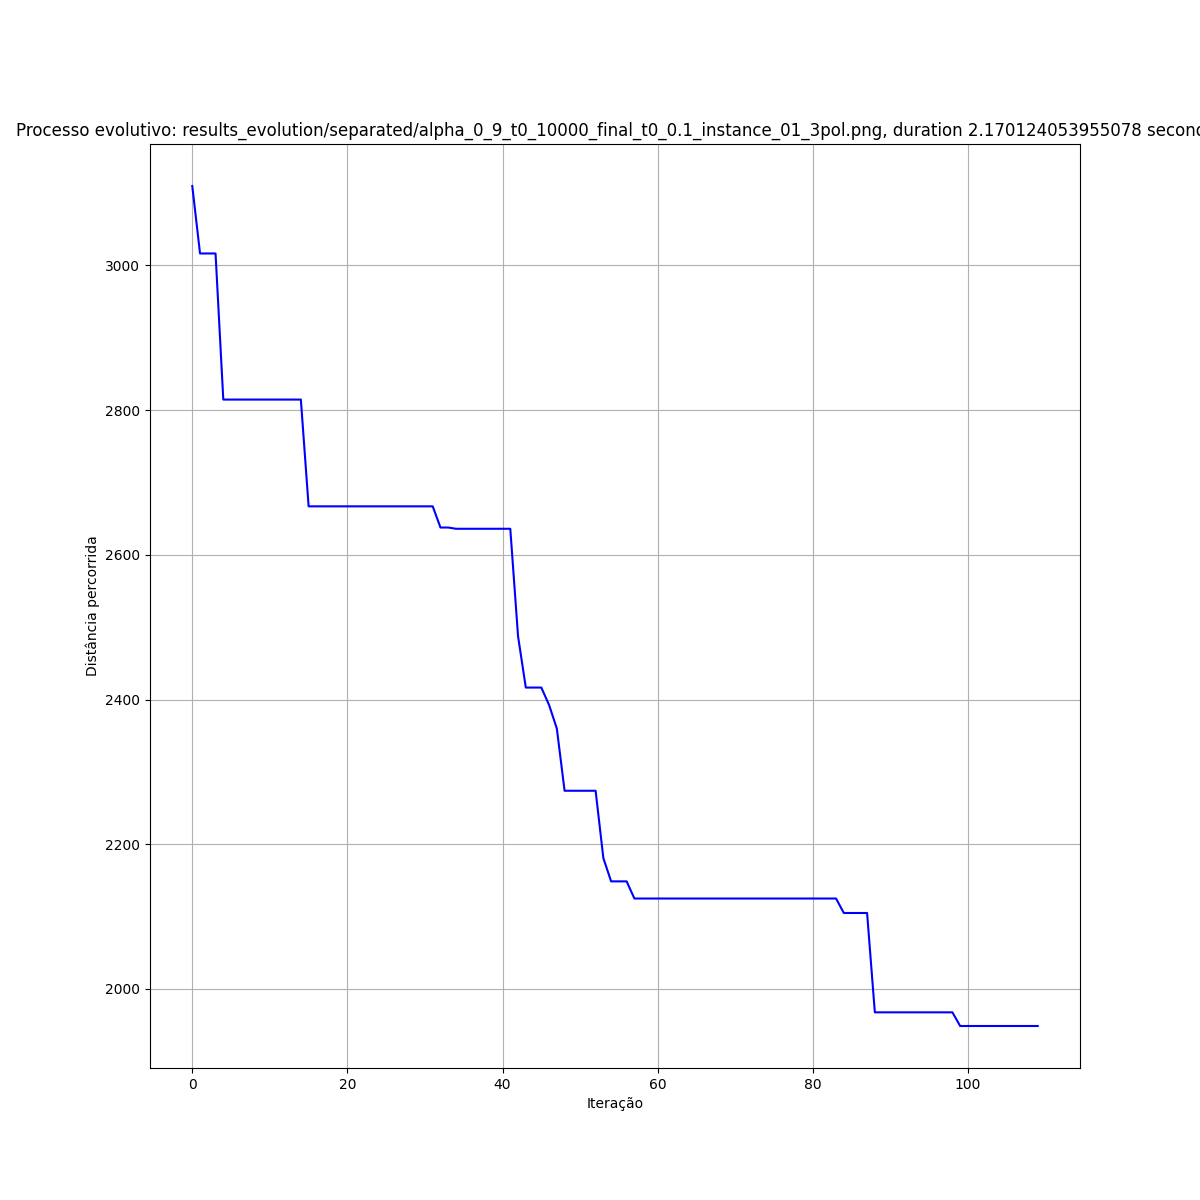 Processo evolutivo: results_evolution/separated/alpha_0_9_t0_10000_final_t0_0.1_instance_01_3pol.png, duration 2.170124053955078
3000
2800
2600
2400
2200
2000
Distância percorrida
0 20 40 60 80 100
Iteração